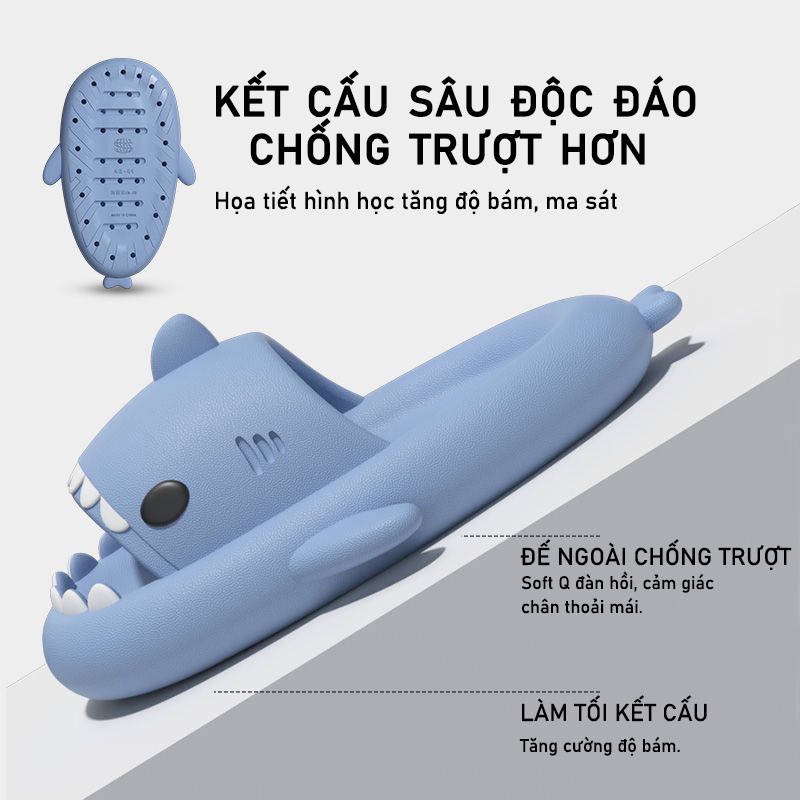 KẾT CẤU SÂU ĐỘC ĐÁO
CHỐNG TRƯỢT HƠN
Họa tiết hình học tăng độ bám, ma sát
ĐẾ NGOÀI CHỐNG TRƯỢT
Soft Q đàn hồi, cảm giác
chân thoải mái.
LÀM TỐI KẾT CẤU
Tăng cường độ bám.